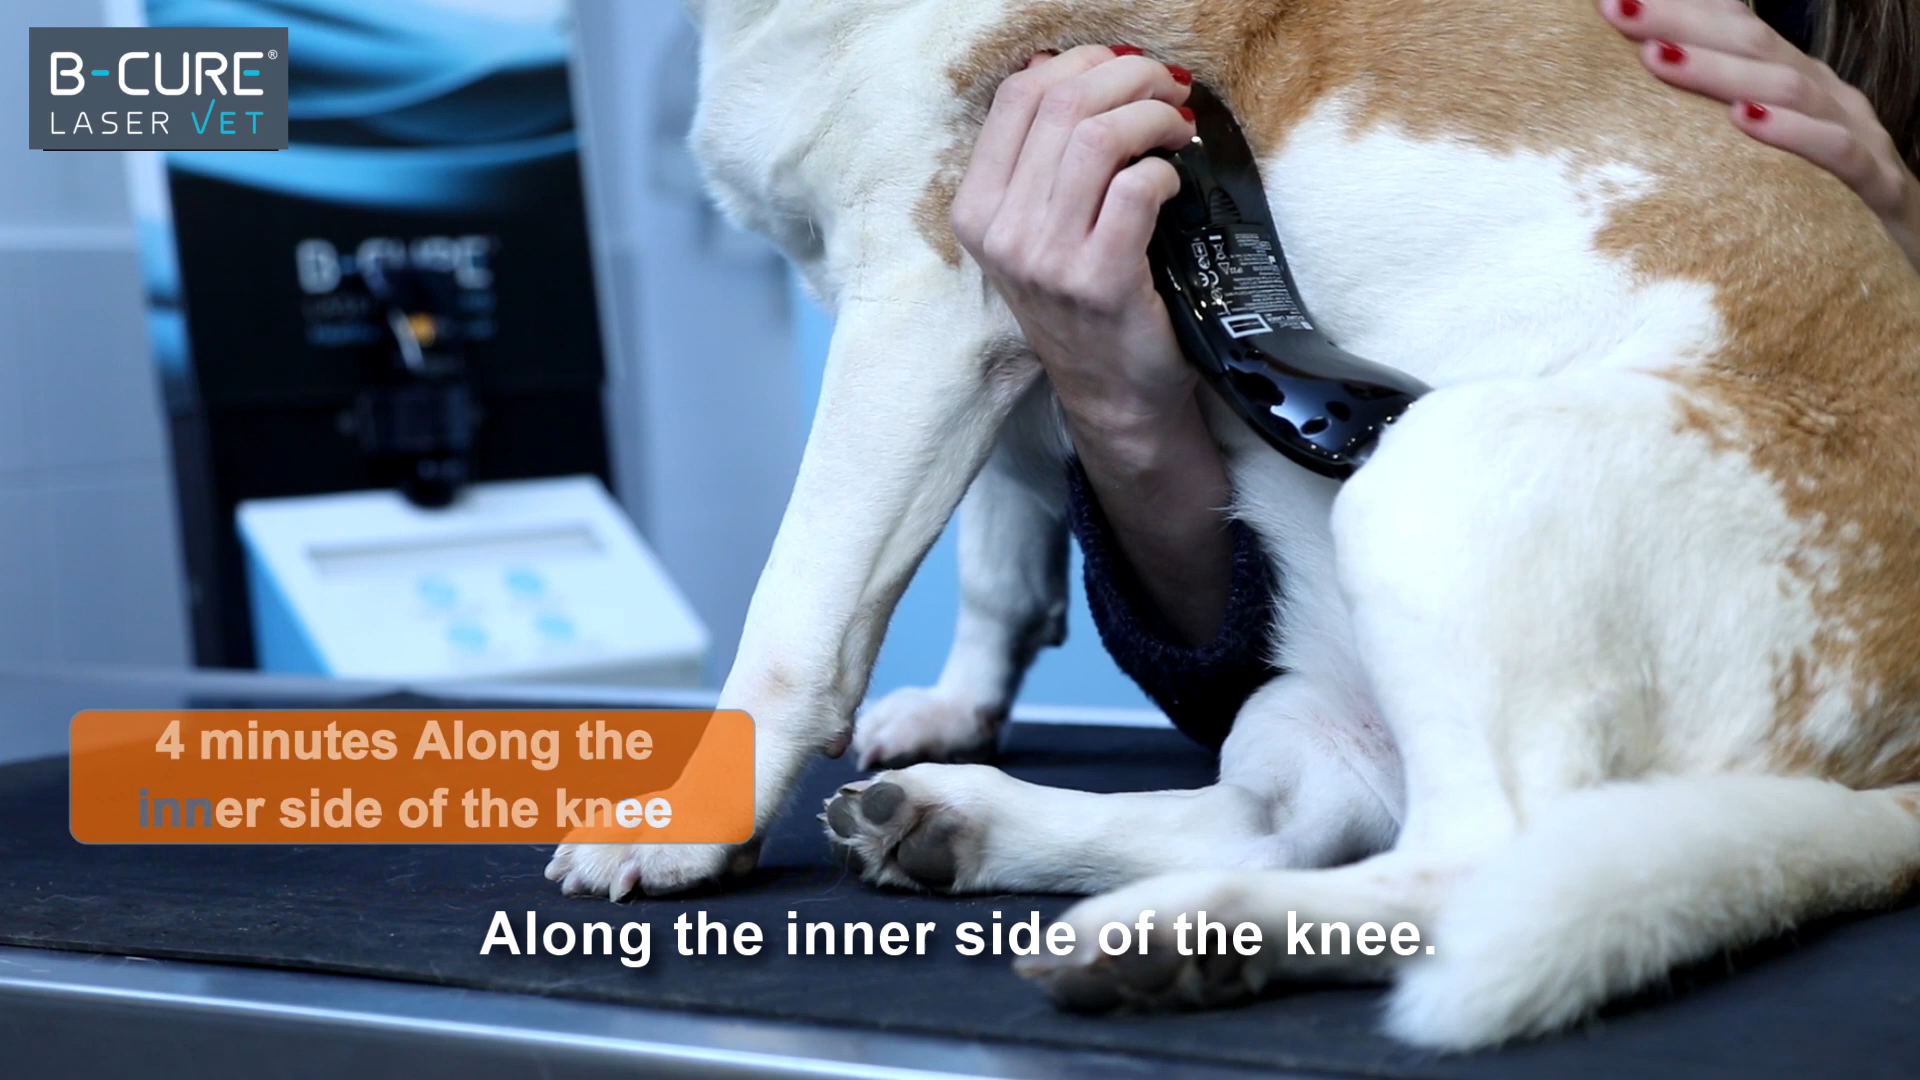 B-CURE®
LASER VET
B-CURE
4 minutes Along the
inner side of the knee
Along the inner side of the knee.